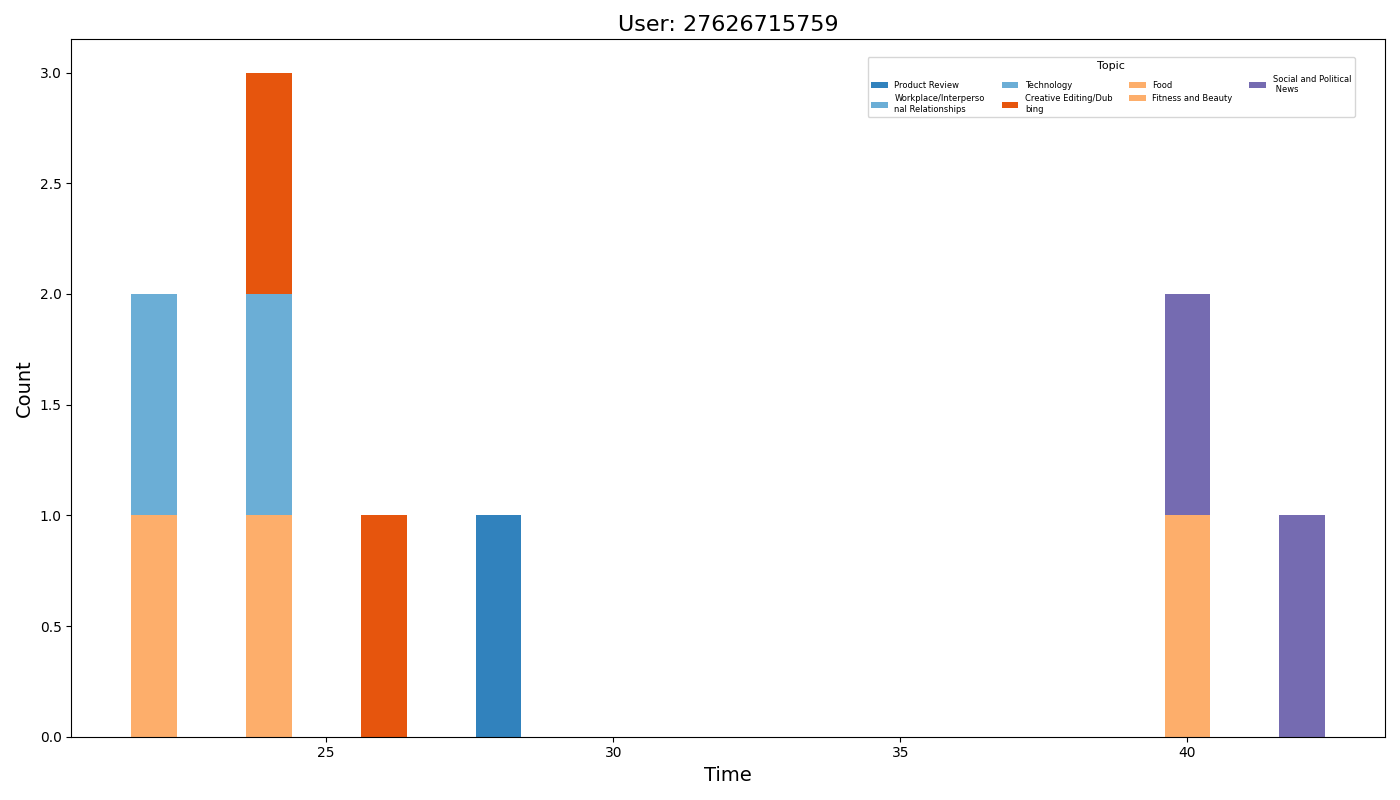 User: 27626715759
Topic
Product Review
Workplace/Interperso
nal Relationships
Technology
Creative Editing/Dub
bing
Food
Fitness and Beauty
Social and Political
News
3.0
2.5
2.0
1.5
1.0
0.5
0.0
Count
25 30 35 40
Time